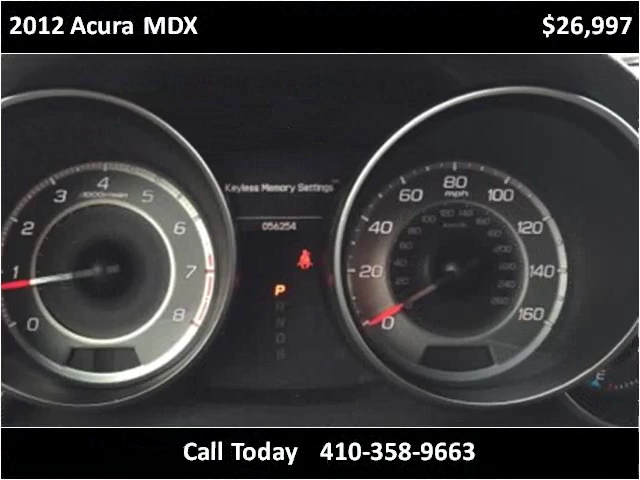 2012 Acura MDX
$26,997
Keyless Memory Settings
056254
P
R
N
D
0
1
2
3
4
5
6
7
8
0
20
40
60
80
100
120
140
160
mph
E
Call Today 410-358-9663